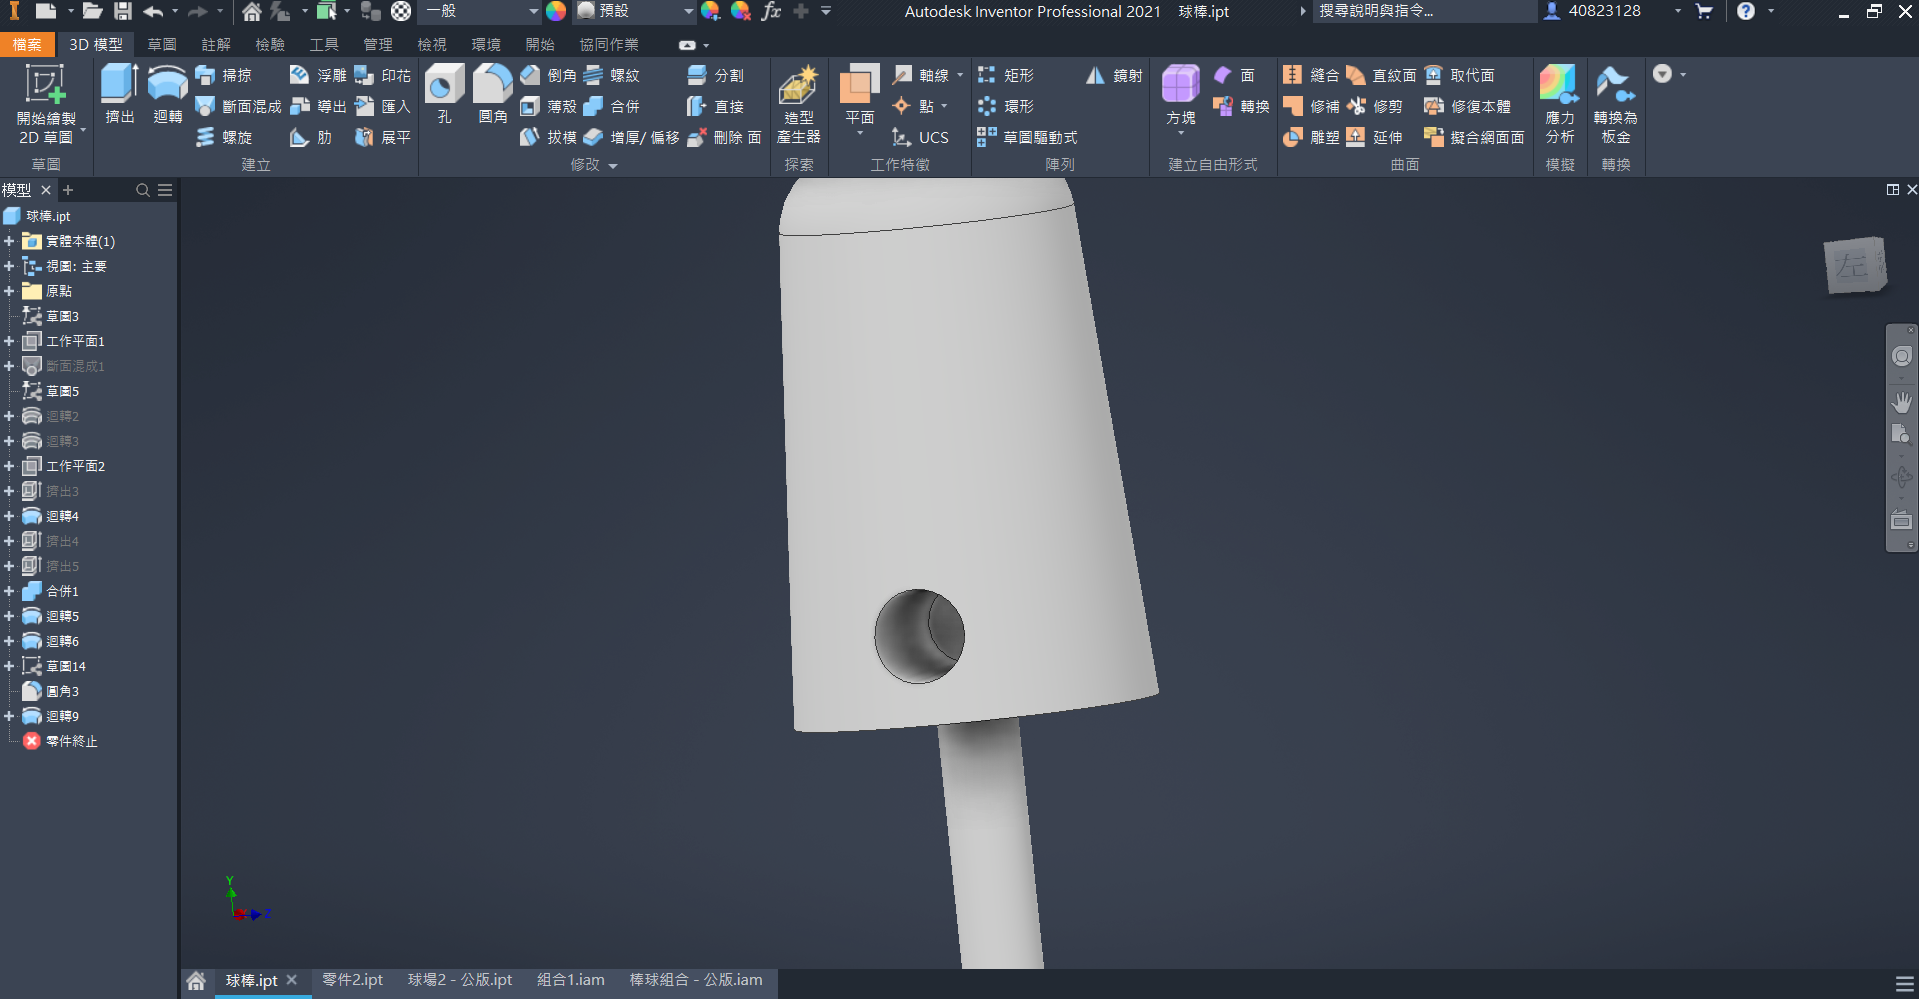 一般
預設
fx
Autodesk Inventor Professional 2021 球棒.ipt
搜尋說明與指令...
40823128
檔案 3D 模型 草圖 註解 檢驗 工具 管理 檢視 環境 開始 協同作業
開始繪製
2D 草圖
草圖
擠出
迴轉
掃掠
斷面混成
螺旋
浮雕
導出
肋
印花
匯入
展平
建立
孔
圓角
倒角
薄殼
拔模
螺紋
合併
增厚/ 偏移
分割
直接
刪除 面
修改
造型
產生器
探索
平面
軸線
點
UCS
工作特徵
矩形
環形
草圖驅動式
鏡射
陣列
方塊
面
轉換
建立自由形式
縫合
修補
雕塑
直紋面
修剪
延伸
取代面
修復本體
擬合網面面
曲面
應力
分析
模擬
轉換為
板金
轉換
模型
球棒.ipt
實體本體(1)
視圖: 主要
原點
草圖3
工作平面1
斷面混成1
草圖5
迴轉2
迴轉3
工作平面2
擠出3
迴轉4
擠出4
擠出5
合併1
迴轉5
迴轉6
草圖14
圓角3
迴轉9
零件終止
左
Y
Z
球棒.ipt 零件2.ipt 球場2 - 公版.ipt 組合1.iam 棒球組合 - 公版.iam